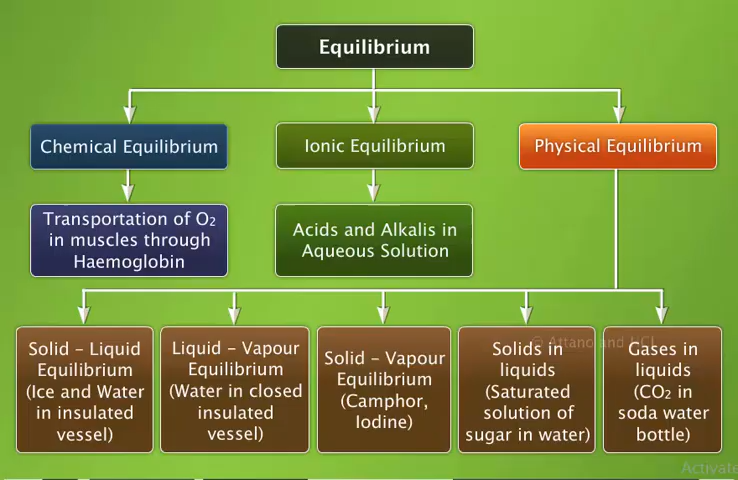 Equilibrium
Chemical Equilibrium
Ionic Equilibrium
Physical Equilibrium
Transportation of O₂
in muscles through
Haemoglobin
Acids and Alkalis in
Aqueous Solution
Solid – Liquid
Equilibrium
(Ice and Water
in insulated
vessel)
Liquid – Vapour
Equilibrium
(Water in closed
insulated
vessel)
Solid – Vapour
Equilibrium
(Camphor,
Iodine)
Solids in
liquids
(Saturated
solution of
sugar in water)
Gases in
liquids
(CO₂ in
soda water
bottle)
© Attano and
Activate